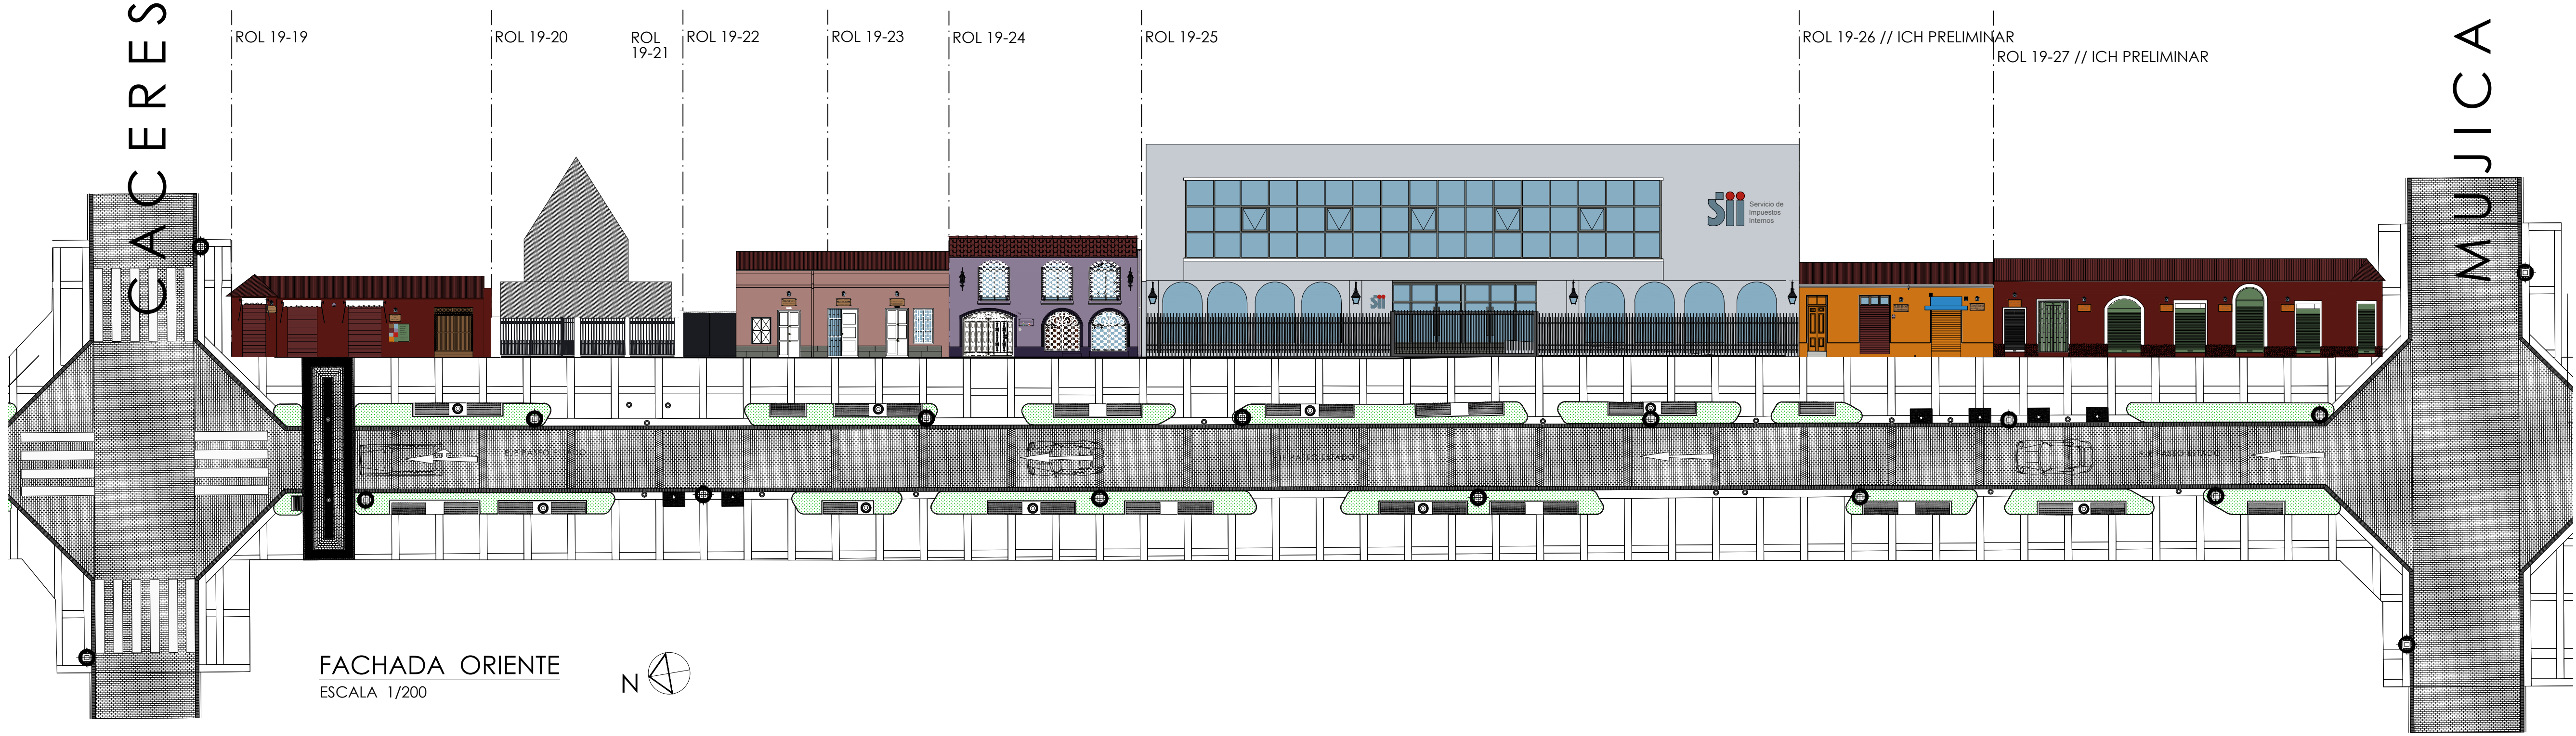 CACERES
ROL 19-19
ROL 19-20
ROL
19-21
ROL 19-22
ROL 19-23
ROL 19-24
ROL 19-25
ROL 19-26 // ICH PRELIMINAR
ROL 19-27 // ICH PRELIMINAR
MUJICA
sii
Servicio de
Impuestos
Internos
sii
EJE PASEO ESTADO
EJE PASEO ESTADO
EJE PASEO ESTADO
FACHADA ORIENTE
ESCALA 1/200
N